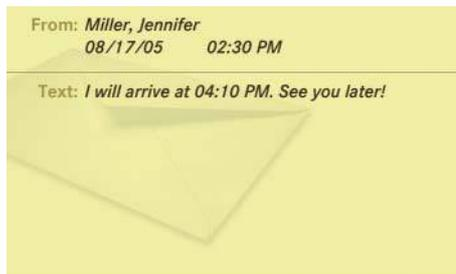 From: Miller, Jennifer
08/17/05 02:30 PM
Text: I will arrive at 04:10 PM. See you later!